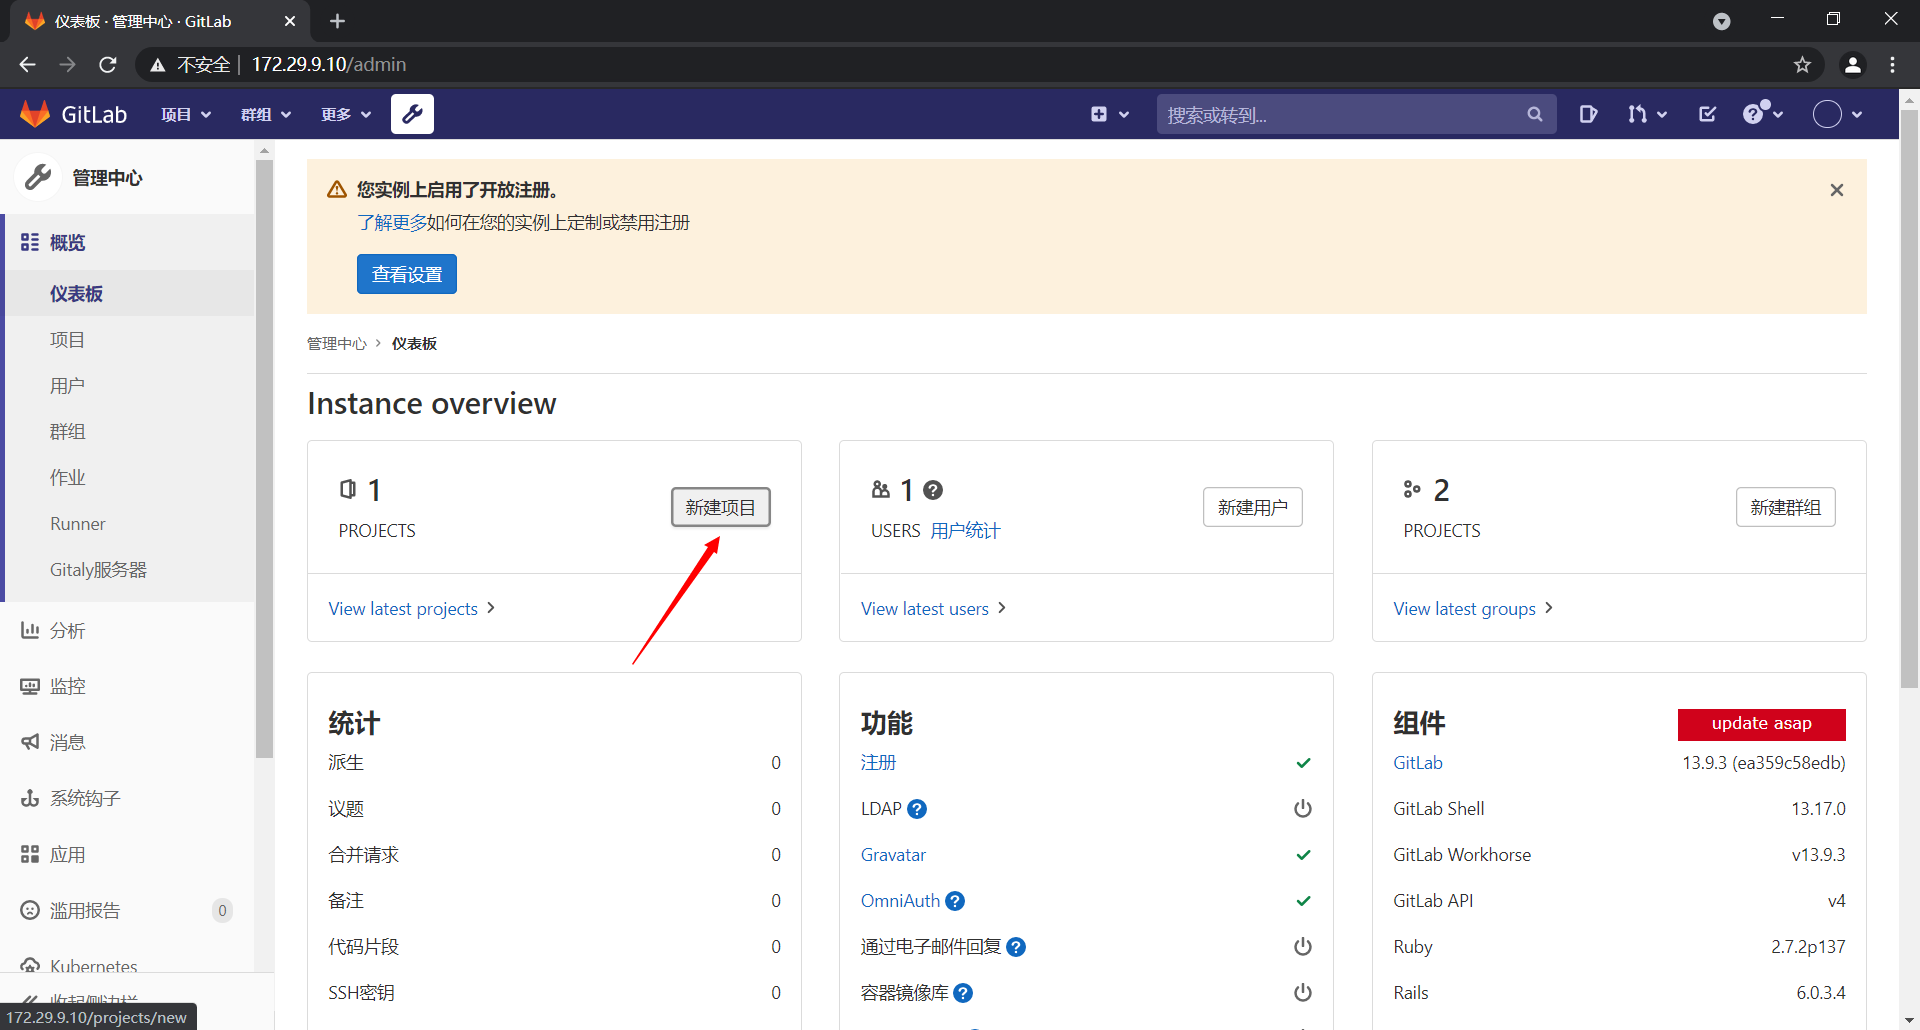 仪表板 · 管理中心 · GitLab
不安全 | 172.29.9.10/admin
GitLab 项目 群组 更多 搜索或转到...
管理中心
概览
仪表板
项目
用户
群组
作业
Runner
Gitaly服务器
分析
监控
消息
系统钩子
应用
滥用报告 0
Kubernetes
收起侧边栏
172.29.9.10/projects/new
您实例上启用了开放注册。
了解更多如何在您的实例上定制或禁用注册
查看设置
管理中心 › 仪表板
Instance overview
1
PROJECTS
新建项目
View latest projects
1
USERS 用户统计
新建用户
View latest users
2
PROJECTS
新建群组
View latest groups
统计
派生 0
议题 0
合并请求 0
备注 0
代码片段 0
SSH密钥 0
功能
注册
LDAP
Gravatar
OmniAuth
通过电子邮件回复
容器镜像库
组件 update asap
GitLab 13.9.3 (ea359c58edb)
GitLab Shell 13.17.0
GitLab Workhorse v13.9.3
GitLab API v4
Ruby 2.7.2p137
Rails 6.0.3.4